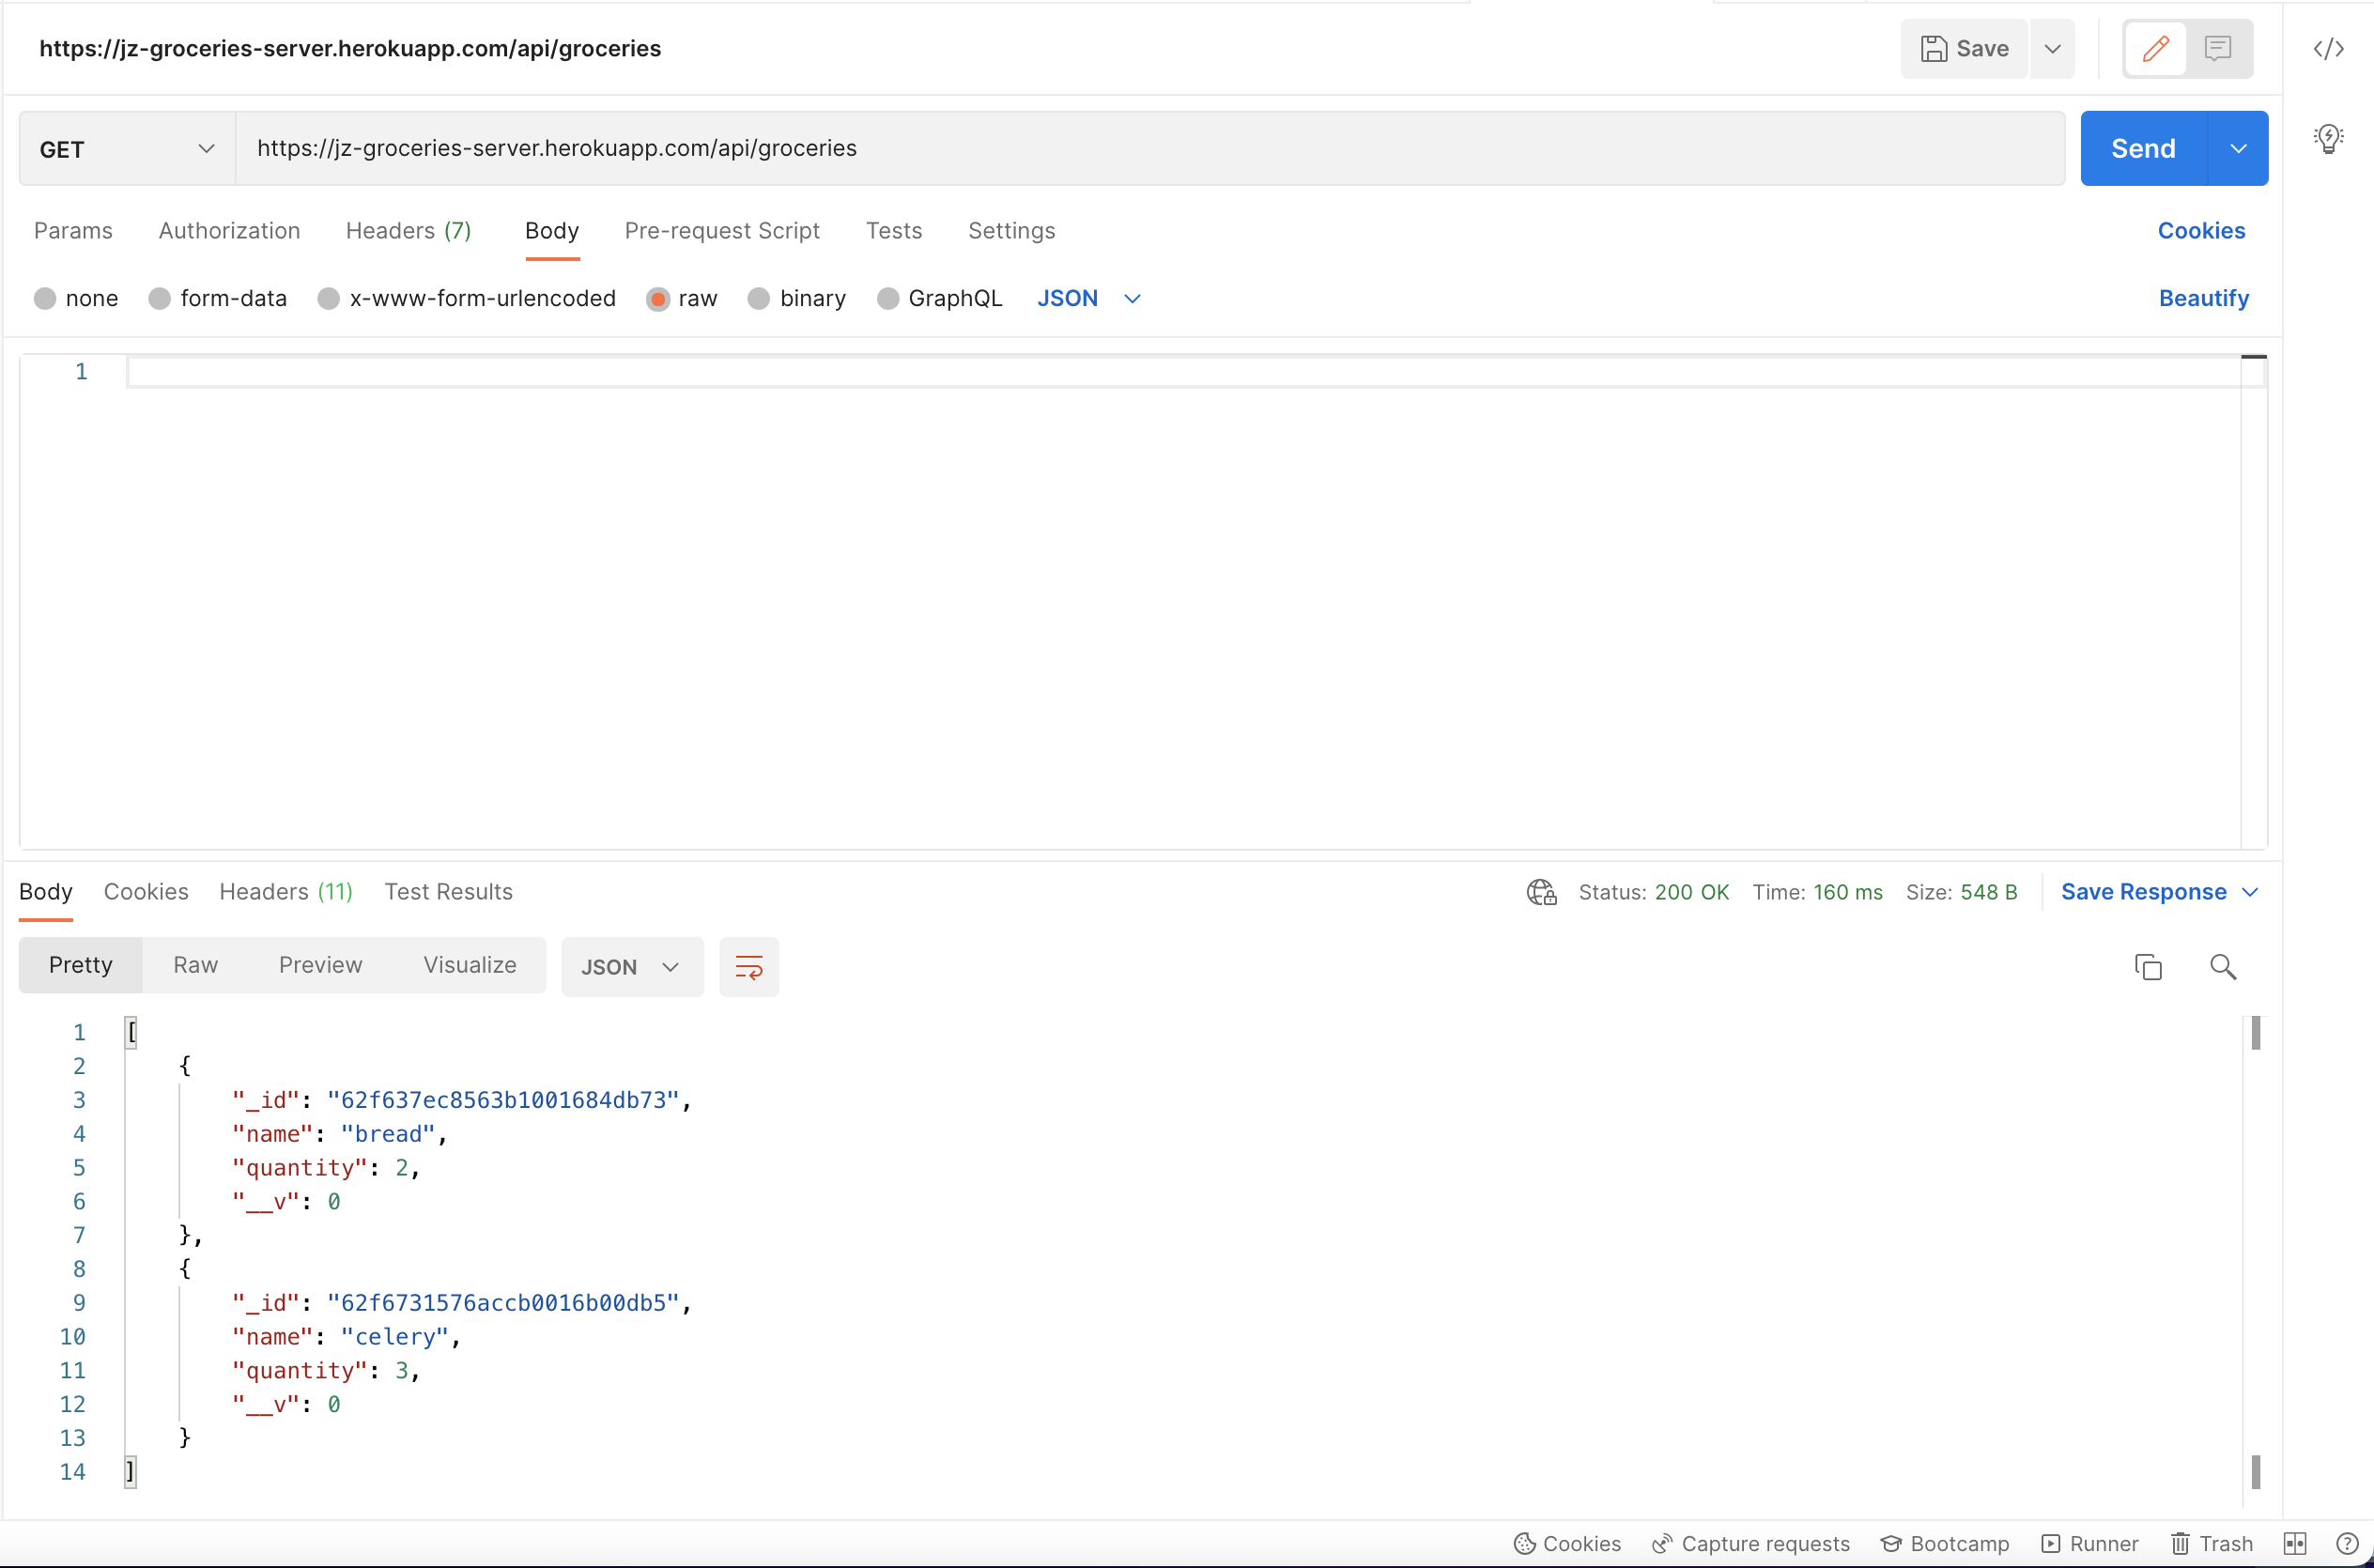 https://jz-groceries-server.herokuapp.com/api/groceries
Save
GET https://jz-groceries-server.herokuapp.com/api/groceries Send
Params Authorization Headers (7) Body Pre-request Script Tests Settings Cookies
none form-data x-www-form-urlencoded raw binary GraphQL JSON Beautify
1
Body Cookies Headers (11) Test Results Status: 200 OK Time: 160 ms Size: 548 B Save Response
Pretty Raw Preview Visualize JSON
1 [
2 {
3 "_id": "62f637ec8563b1001684db73",
4 "name": "bread",
5 "quantity": 2,
6 "__v": 0
7 },
8 {
9 "_id": "62f6731576accb0016b00db5",
10 "name": "celery",
11 "quantity": 3,
12 "__v": 0
13 }
14 ]
Cookies Capture requests Bootcamp Runner Trash